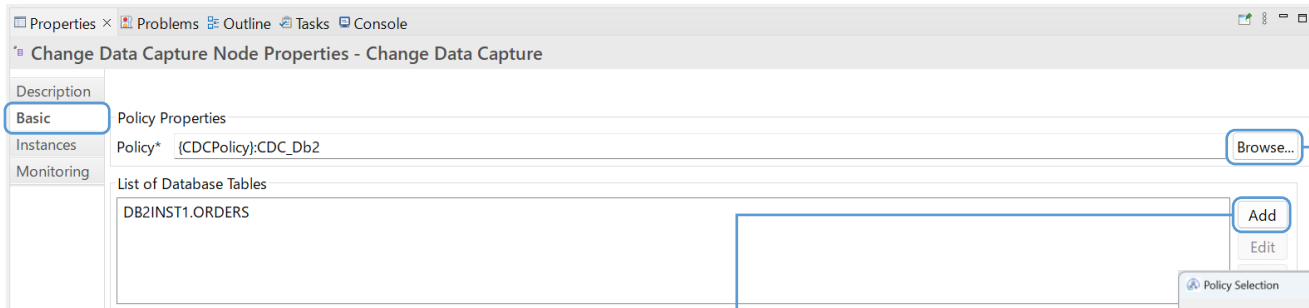 Properties Problems Outline Tasks Console
Change Data Capture Node Properties - Change Data Capture
Description
Basic
Instances
Monitoring
Policy Properties
Policy* {CDCPolicy}:CDC_Db2 Browse...
List of Database Tables
DB2INST1.ORDERS
Add
Edit
Policy Selection